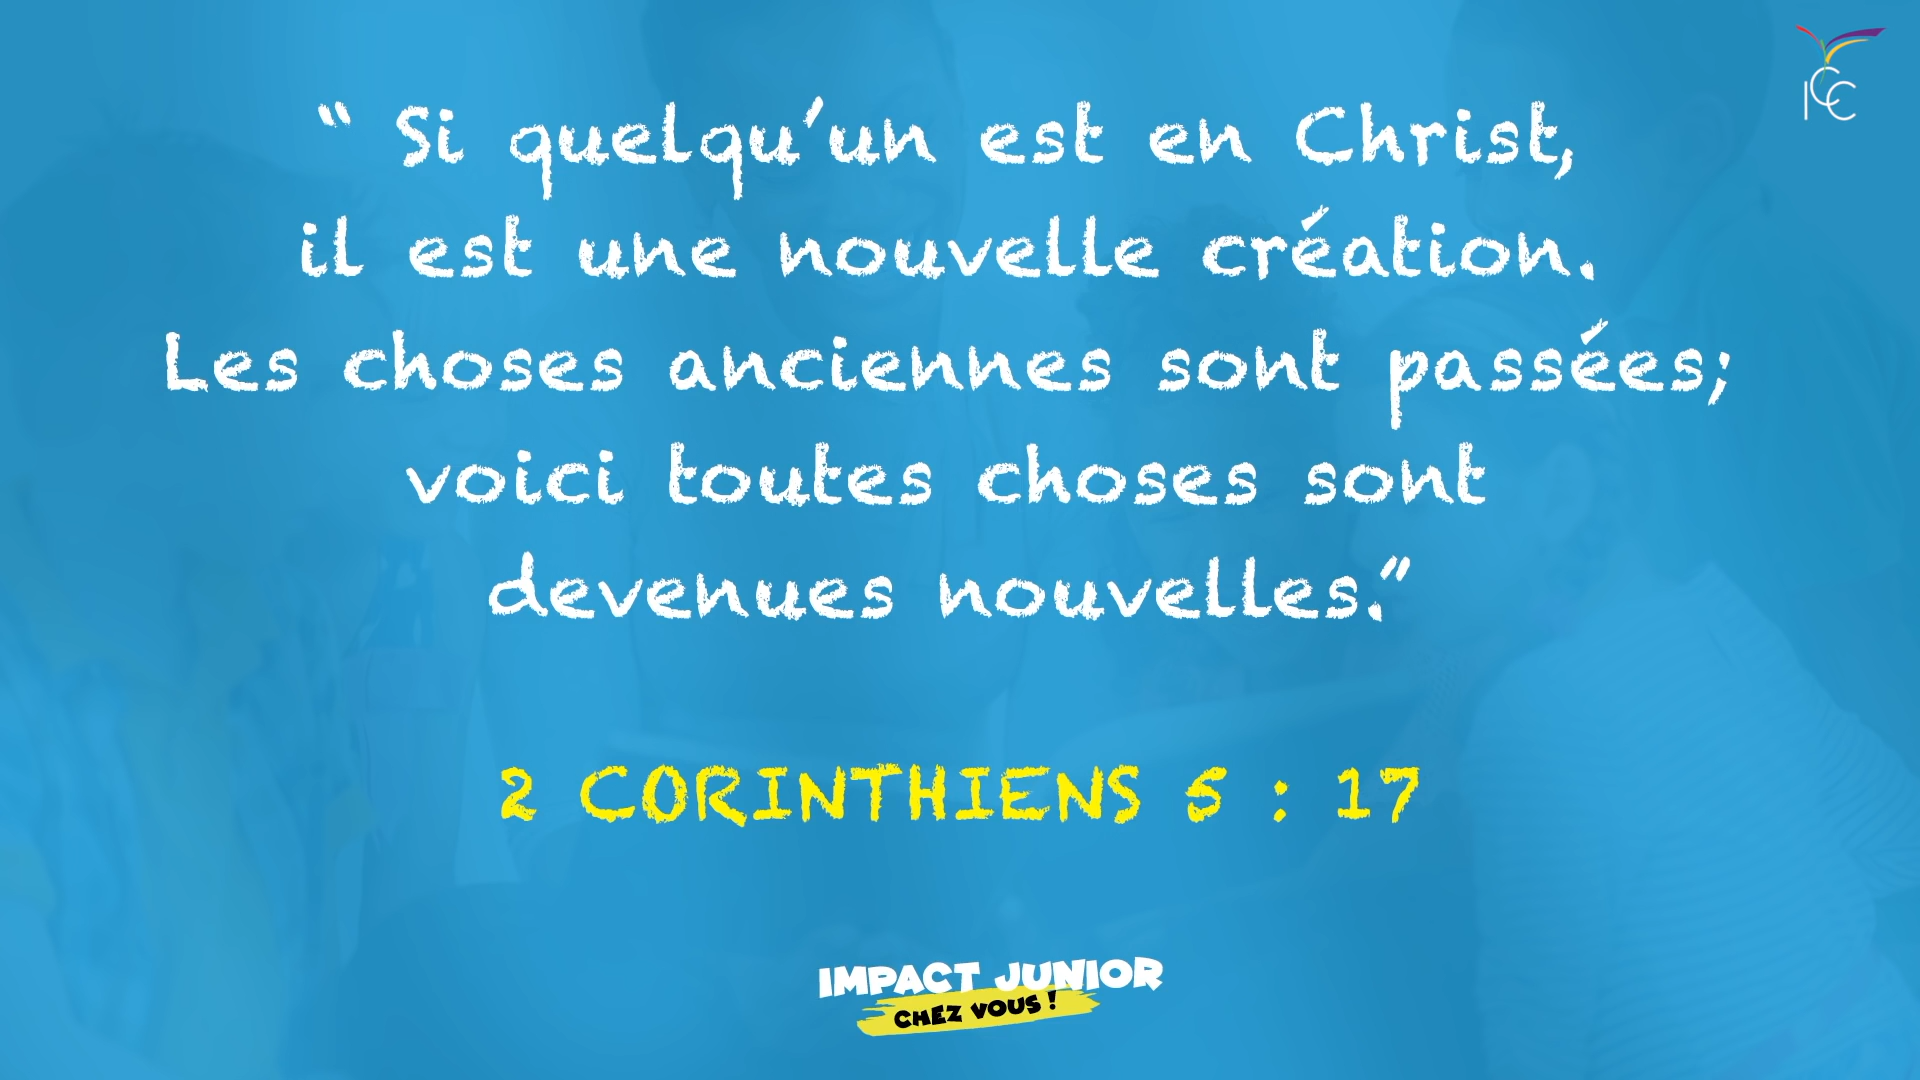 “ Si quelqu’un est en Christ,
il est une nouvelle création.
Les choses anciennes sont passées;
voici toutes choses sont
devenues nouvelles.”
2 CORINTHIENS 5 : 17
IMPACT JUNIOR
CHEZ VOUS !
ICC